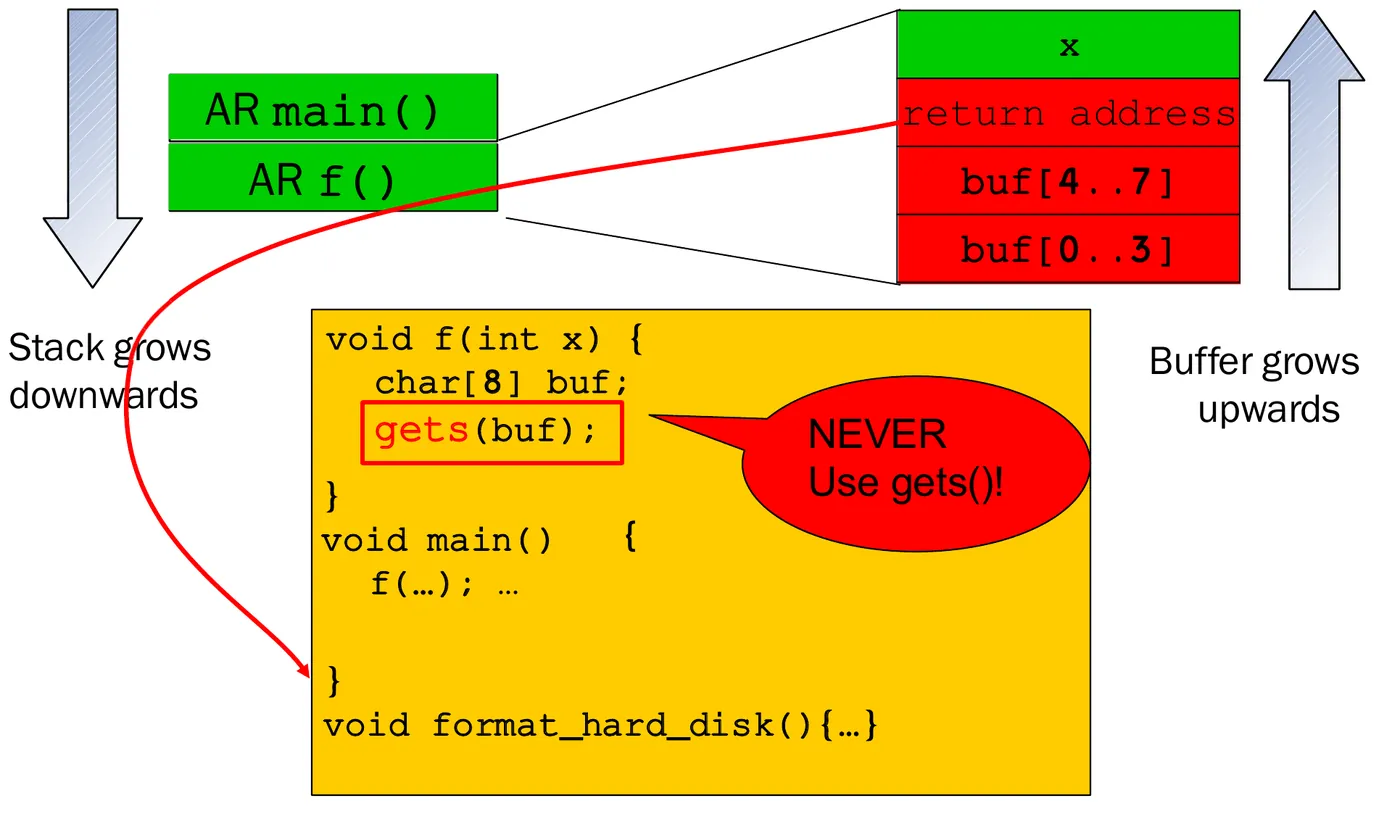 AR main()
AR f()
x
return address
buf[4..7]
buf[0..3]
Stack grows
downwards
Buffer grows
upwards
void f(int x) {
char[8] buf;
gets(buf);
}
void main() {
f(…); …
}
void format_hard_disk(){…}
NEVER
Use gets()!